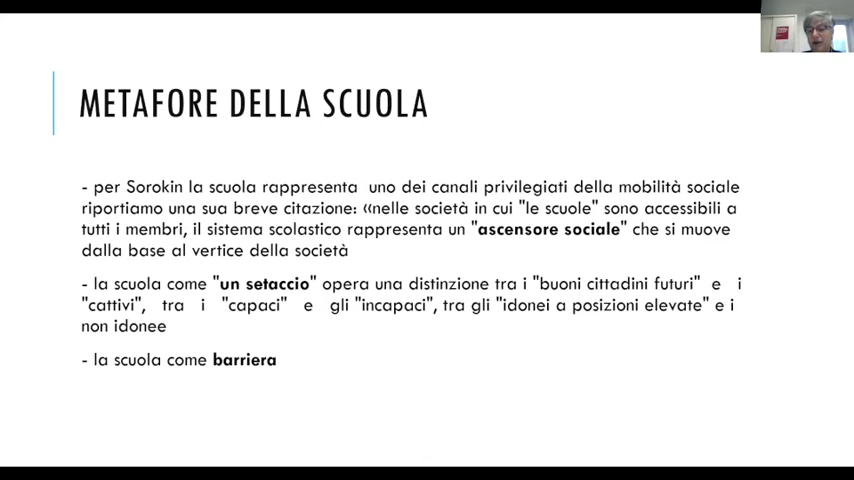 METAFORE DELLA SCUOLA
- per Sorokin la scuola rappresenta uno dei canali privilegiati della mobilità sociale
riportiamo una sua breve citazione: «nelle società in cui "le scuole" sono accessibili a
tutti i membri, il sistema scolastico rappresenta un "ascensore sociale" che si muove
dalla base al vertice della società
- la scuola come "un setaccio" opera una distinzione tra i "buoni cittadini futuri" e i
"cattivi", tra i "capaci" e gli "incapaci", tra gli "idonei a posizioni elevate" e i
non idonee
- la scuola come barriera